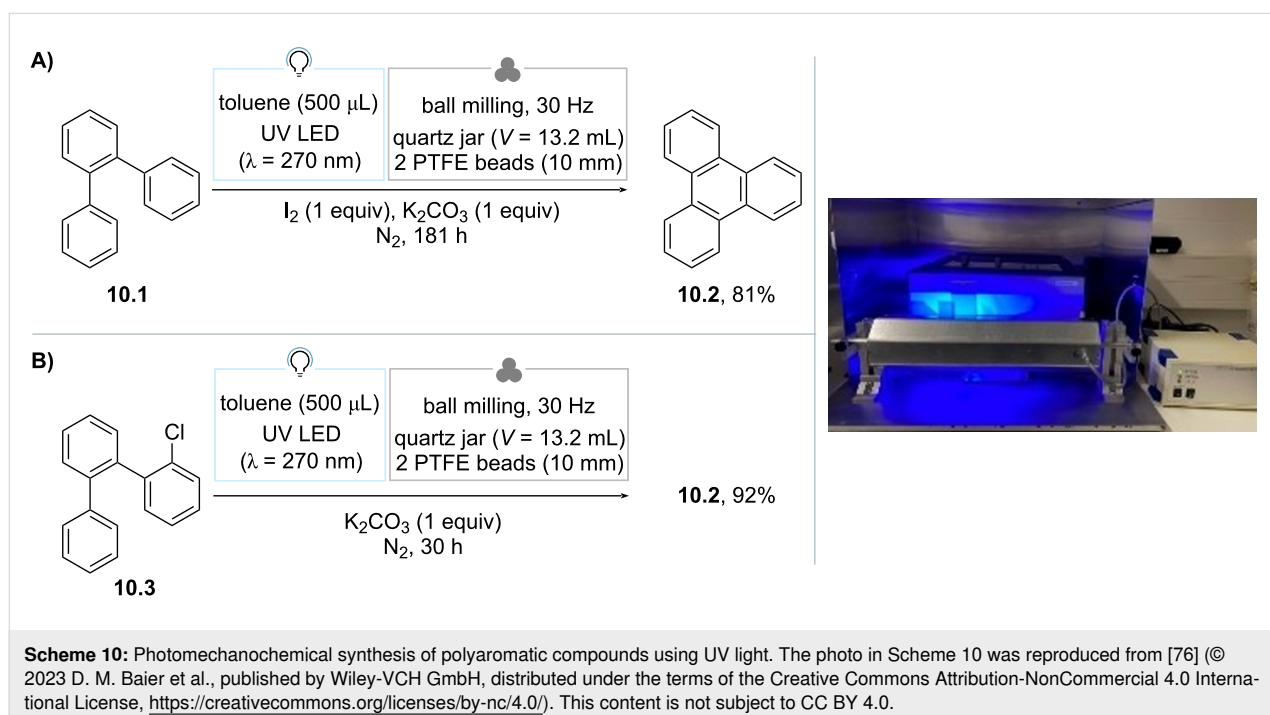 A)
toluene (500 μL)
UV LED
(λ = 270 nm)
ball milling, 30 Hz
quartz jar (V = 13.2 mL)
2 PTFE beads (10 mm)
I2 (1 equiv), K2CO3 (1 equiv)
N2, 181 h
10.1
10.2, 81%
B)
toluene (500 μL)
UV LED
(λ = 270 nm)
ball milling, 30 Hz
quartz jar (V = 13.2 mL)
2 PTFE beads (10 mm)
Cl
K2CO3 (1 equiv)
N2, 30 h
10.3
10.2, 92%
Scheme 10: Photomechanochemical synthesis of polyaromatic compounds using UV light. The photo in Scheme 10 was reproduced from [76] (©
2023 D. M. Baier et al., published by Wiley-VCH GmbH, distributed under the terms of the Creative Commons Attribution-NonCommercial 4.0 Interna-
tional License, https://creativecommons.org/licenses/by-nc/4.0/). This content is not subject to CC BY 4.0.